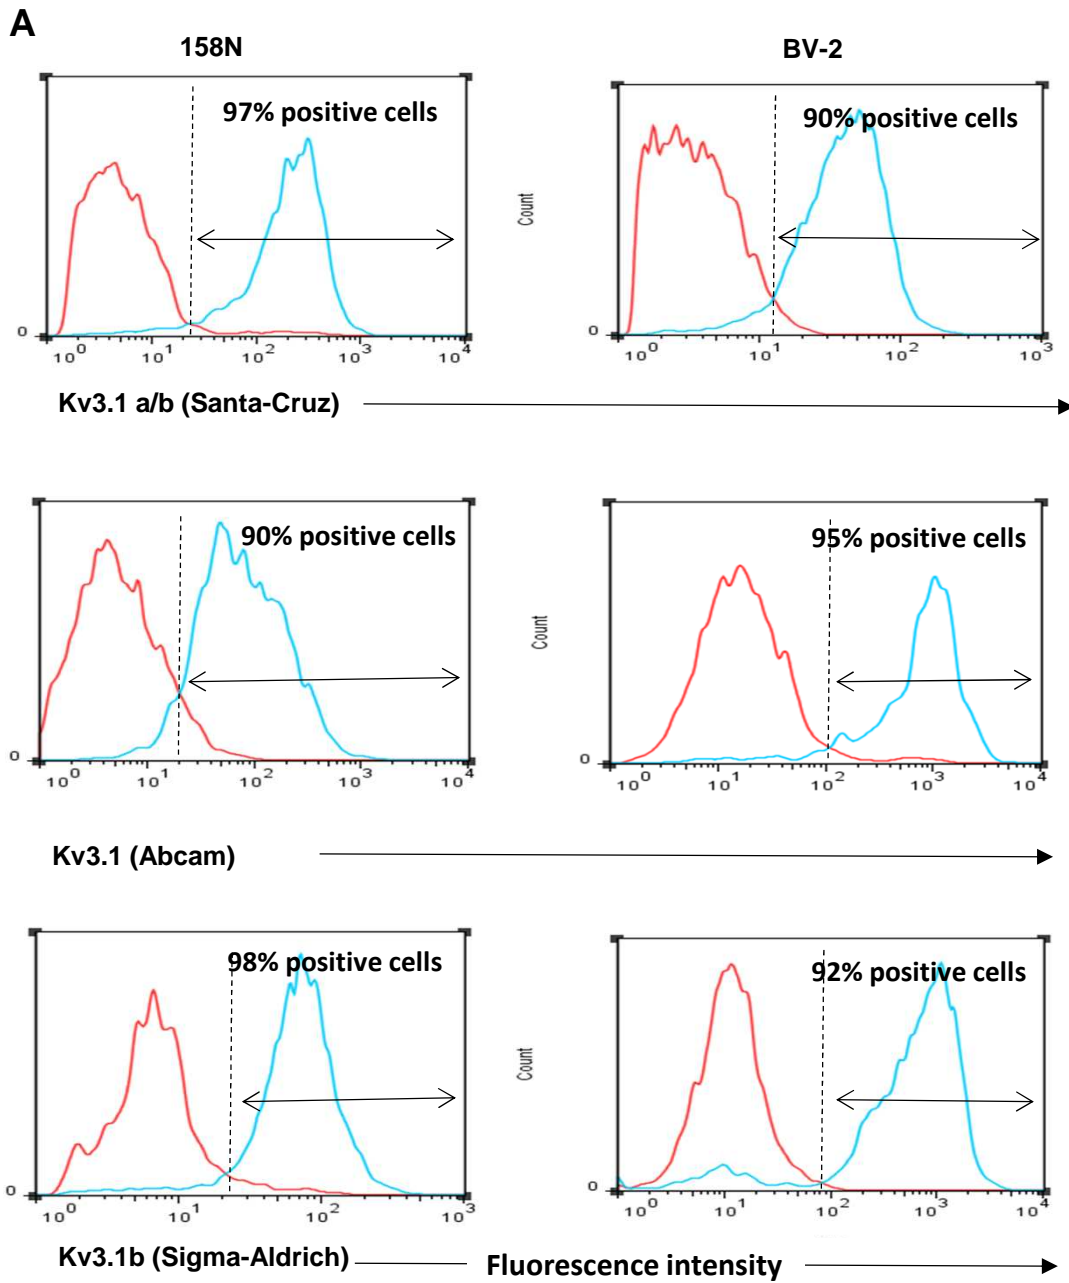 A
158N
BV-2
97% positive cells
90% positive cells
Count
0
0
10^0 10^1 10^2 10^3 10^4
10^0 10^1 10^2 10^3
Kv3.1 a/b (Santa-Cruz)
90% positive cells
95% positive cells
Count
0
0
10^0 10^1 10^2 10^3 10^4
10^0 10^1 10^2 10^3 10^4
Kv3.1 (Abcam)
98% positive cells
92% positive cells
Count
0
0
10^0 10^1 10^2 10^3
10^0 10^1 10^2 10^3 10^4
Kv3.1b (Sigma-Aldrich)
Fluorescence intensity